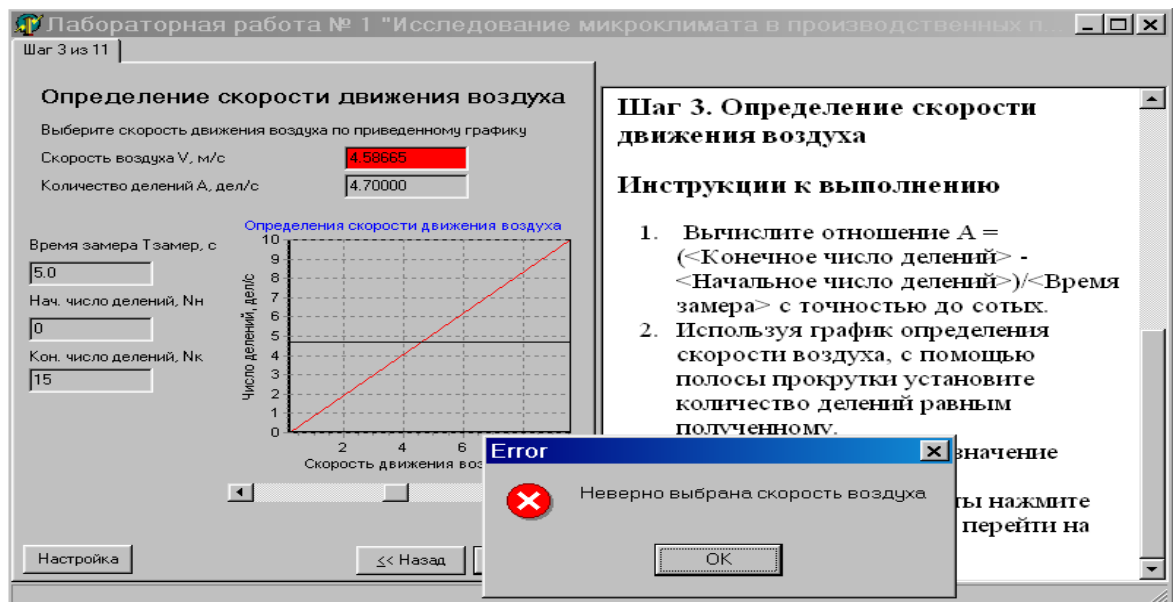 Лабораторная работа № 1 "Исследование микроклимата в производственных п...
Шаг 3 из 11
Определение скорости движения воздуха
Выберите скорость движения воздуха по приведенному графику
Скорость воздуха V, м/с
4.58665
Количество делений А, дел/с
4.70000
Время замера Тзамер, с
5.0
Нач. число делений, Nн
0
Кон. число делений, Nк
15
Определения скорости движения воздуха
Число делений, дел/с
10
9
8
7
6
5
4
3
2
1
0
2 4 6
Скорость движения воз
Настройка
<< Назад
Шаг 3. Определение скорости
движения воздуха
Инструкции к выполнению
1. Вычислите отношение А =
(<Конечное число делений> -
<Начальное число делений>)/<Время
замера> с точностью до сотых.
2. Используя график определения
скорости воздуха, с помощью
полосы прокрутки установите
количество делений равным
полученному.
значение
ты нажмите
перейти на
Error
Неверно выбрана скорость воздуха
OK